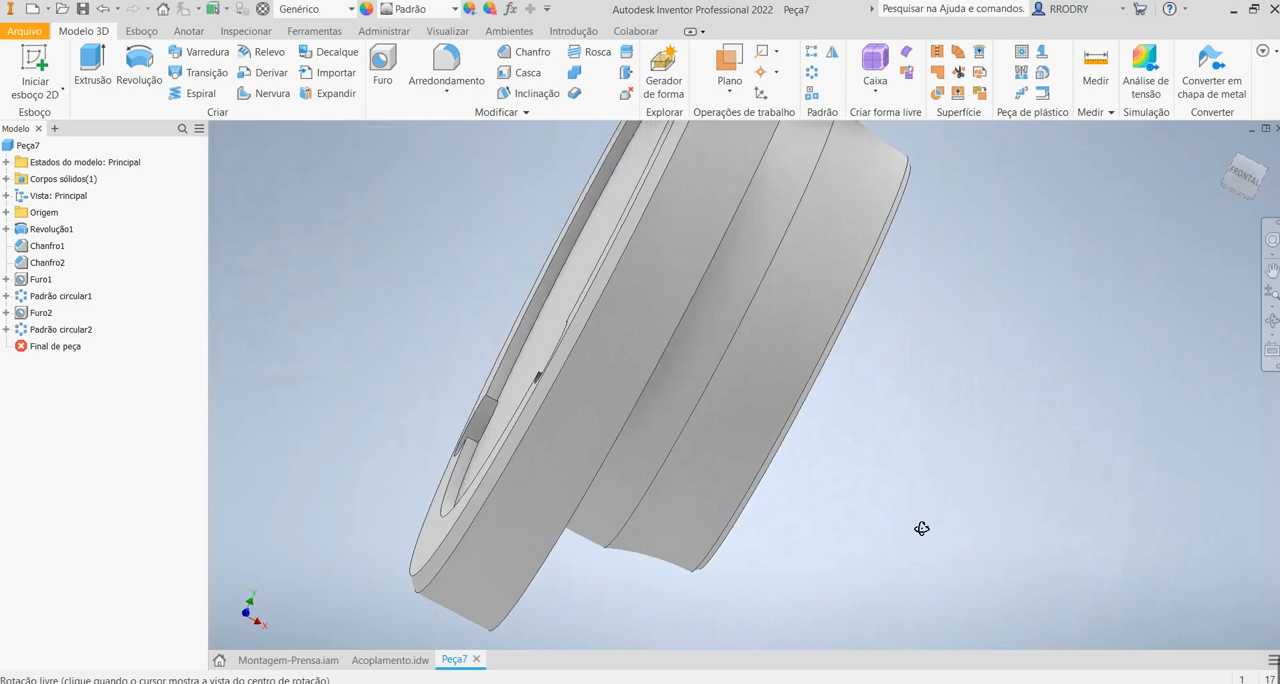 Genérico
Padrão
Autodesk Inventor Professional 2022 Peça7
Pesquisar na Ajuda e comandos.
RRODRY
Arquivo Modelo 3D Esboço Anotar Inspecionar Ferramentas Administrar Visualizar Ambientes Introdução Colaborar
Iniciar
esboço 2D
Extrusão
Revolução
Varredura
Transição
Espiral
Relevo
Derivar
Nervura
Decalque
Importar
Expandir
Furo
Arredondamento
Chanfro
Casca
Inclinação
Rosca
Gerador
de forma
Plano
Caixa
Medir
Análise de
tensão
Converter em
chapa de metal
Esboço
Criar
Modificar
Explorar
Operações de trabalho
Padrão
Criar forma livre
Superfície
Peça de plástico
Medir
Simulação
Converter
Modelo
Peça7
Estados do modelo: Principal
Corpos sólidos(1)
Vista: Principal
Origem
Revolução1
Chanfro1
Chanfro2
Furo1
Padrão circular1
Furo2
Padrão circular2
Final de peça
FRONTAL
Y
X
Montagem-Prensa.iam Acoplamento.idw Peça7
Rotação livre (clique quando o cursor mostra a vista do centro de rotação)
1 17